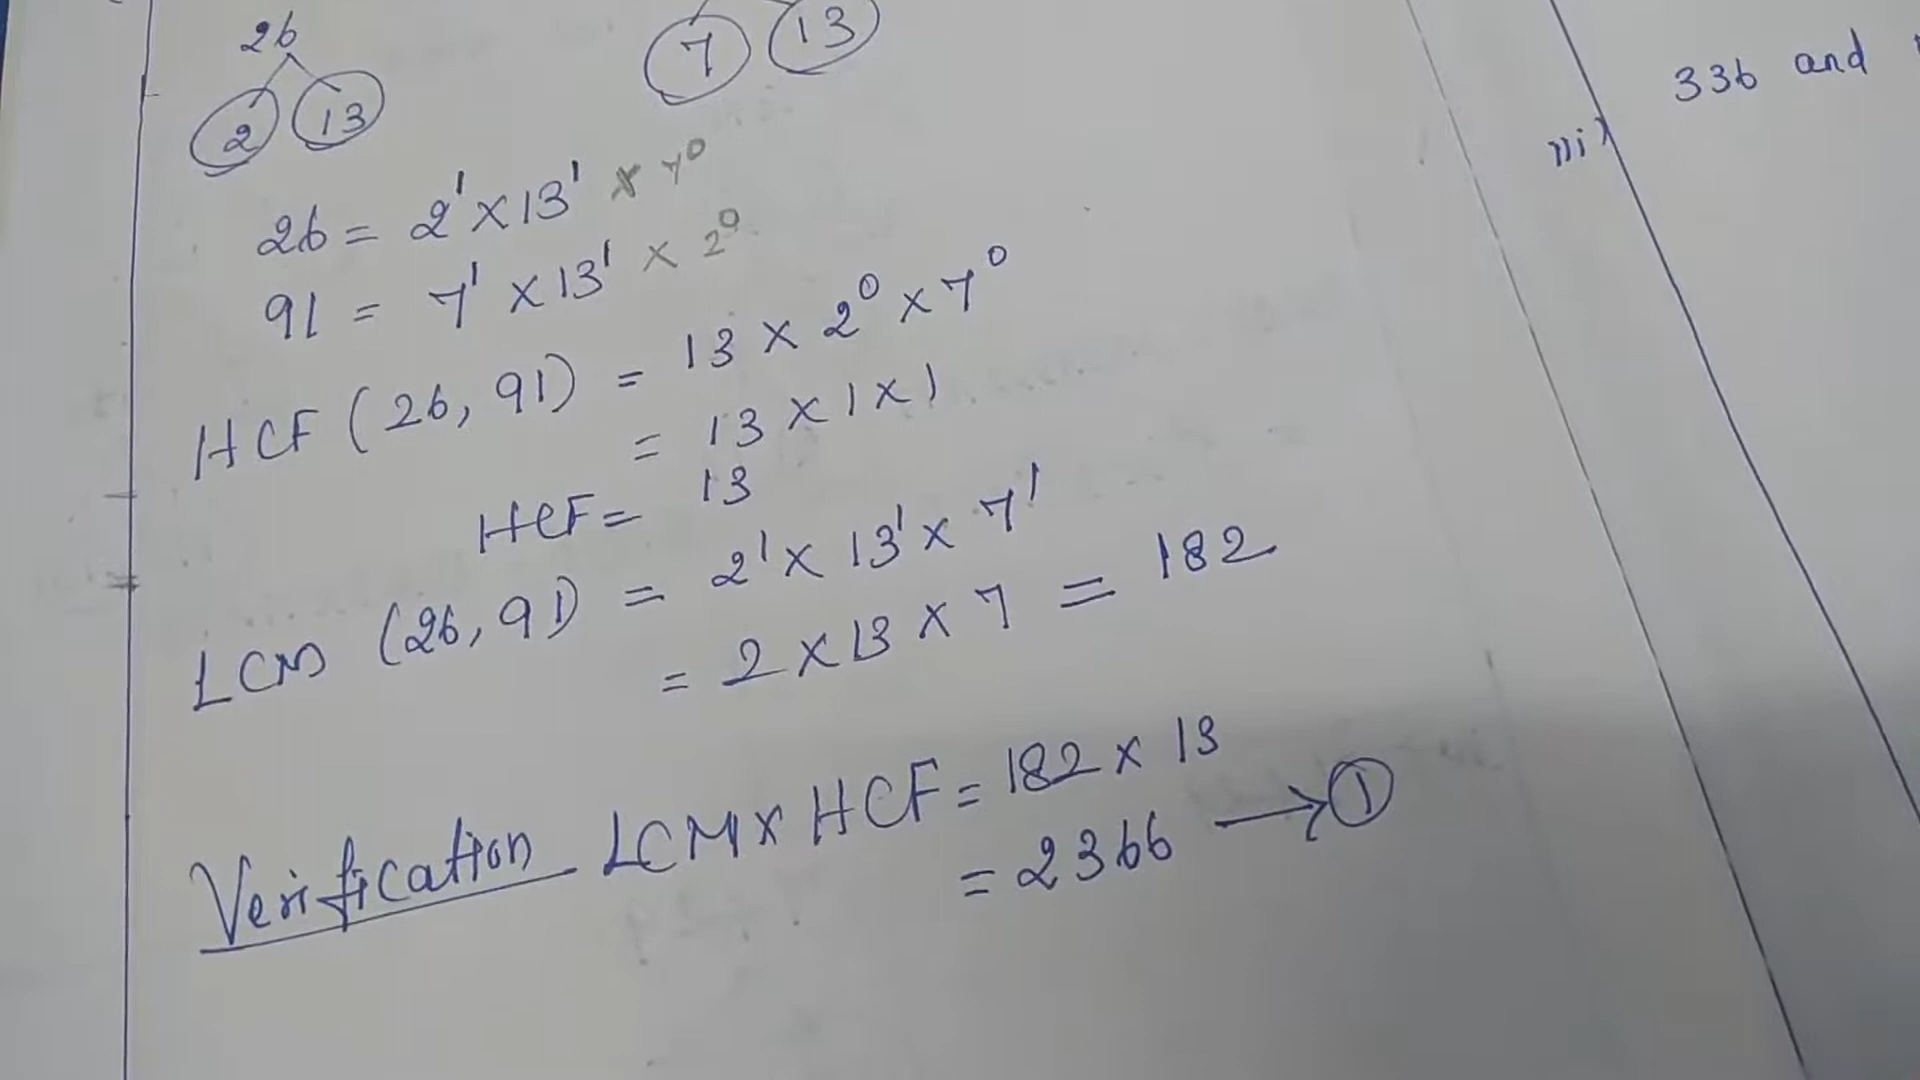 26
2 13
7 13
26 = 2¹ × 13¹ × 7⁰
91 = 7¹ × 13¹ × 2⁰
HCF (26, 91) = 13 × 2⁰ × 7⁰
= 13 × 1 × 1
HCF = 13
LCM (26, 91) = 2¹ × 13¹ × 7¹
= 2 × 13 × 7 = 182
Verification LCM × HCF = 182 × 13
= 2366 → ①
336 and
iii)